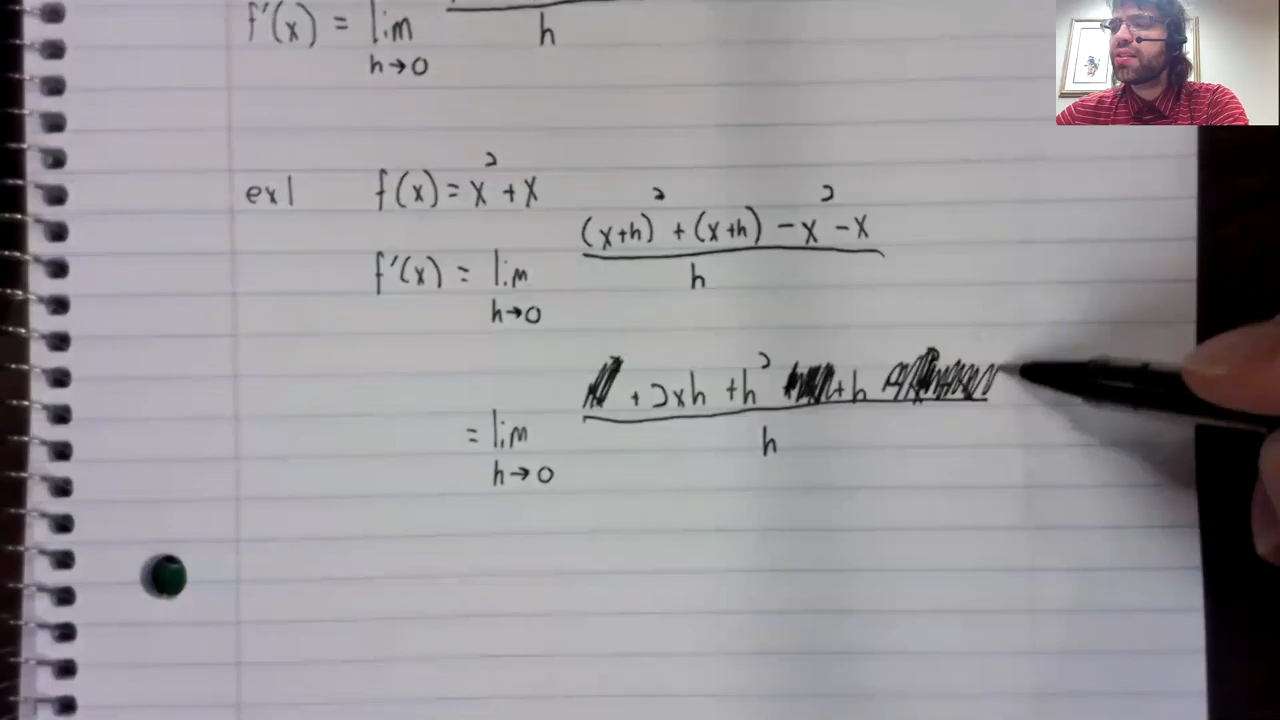 f'(x) = lim h→0 h
ex1 f(x) = x² + x
f'(x) = lim h→0 (x+h)² + (x+h) - x² - x / h
= lim h→0 + 2xh + h² + h / h